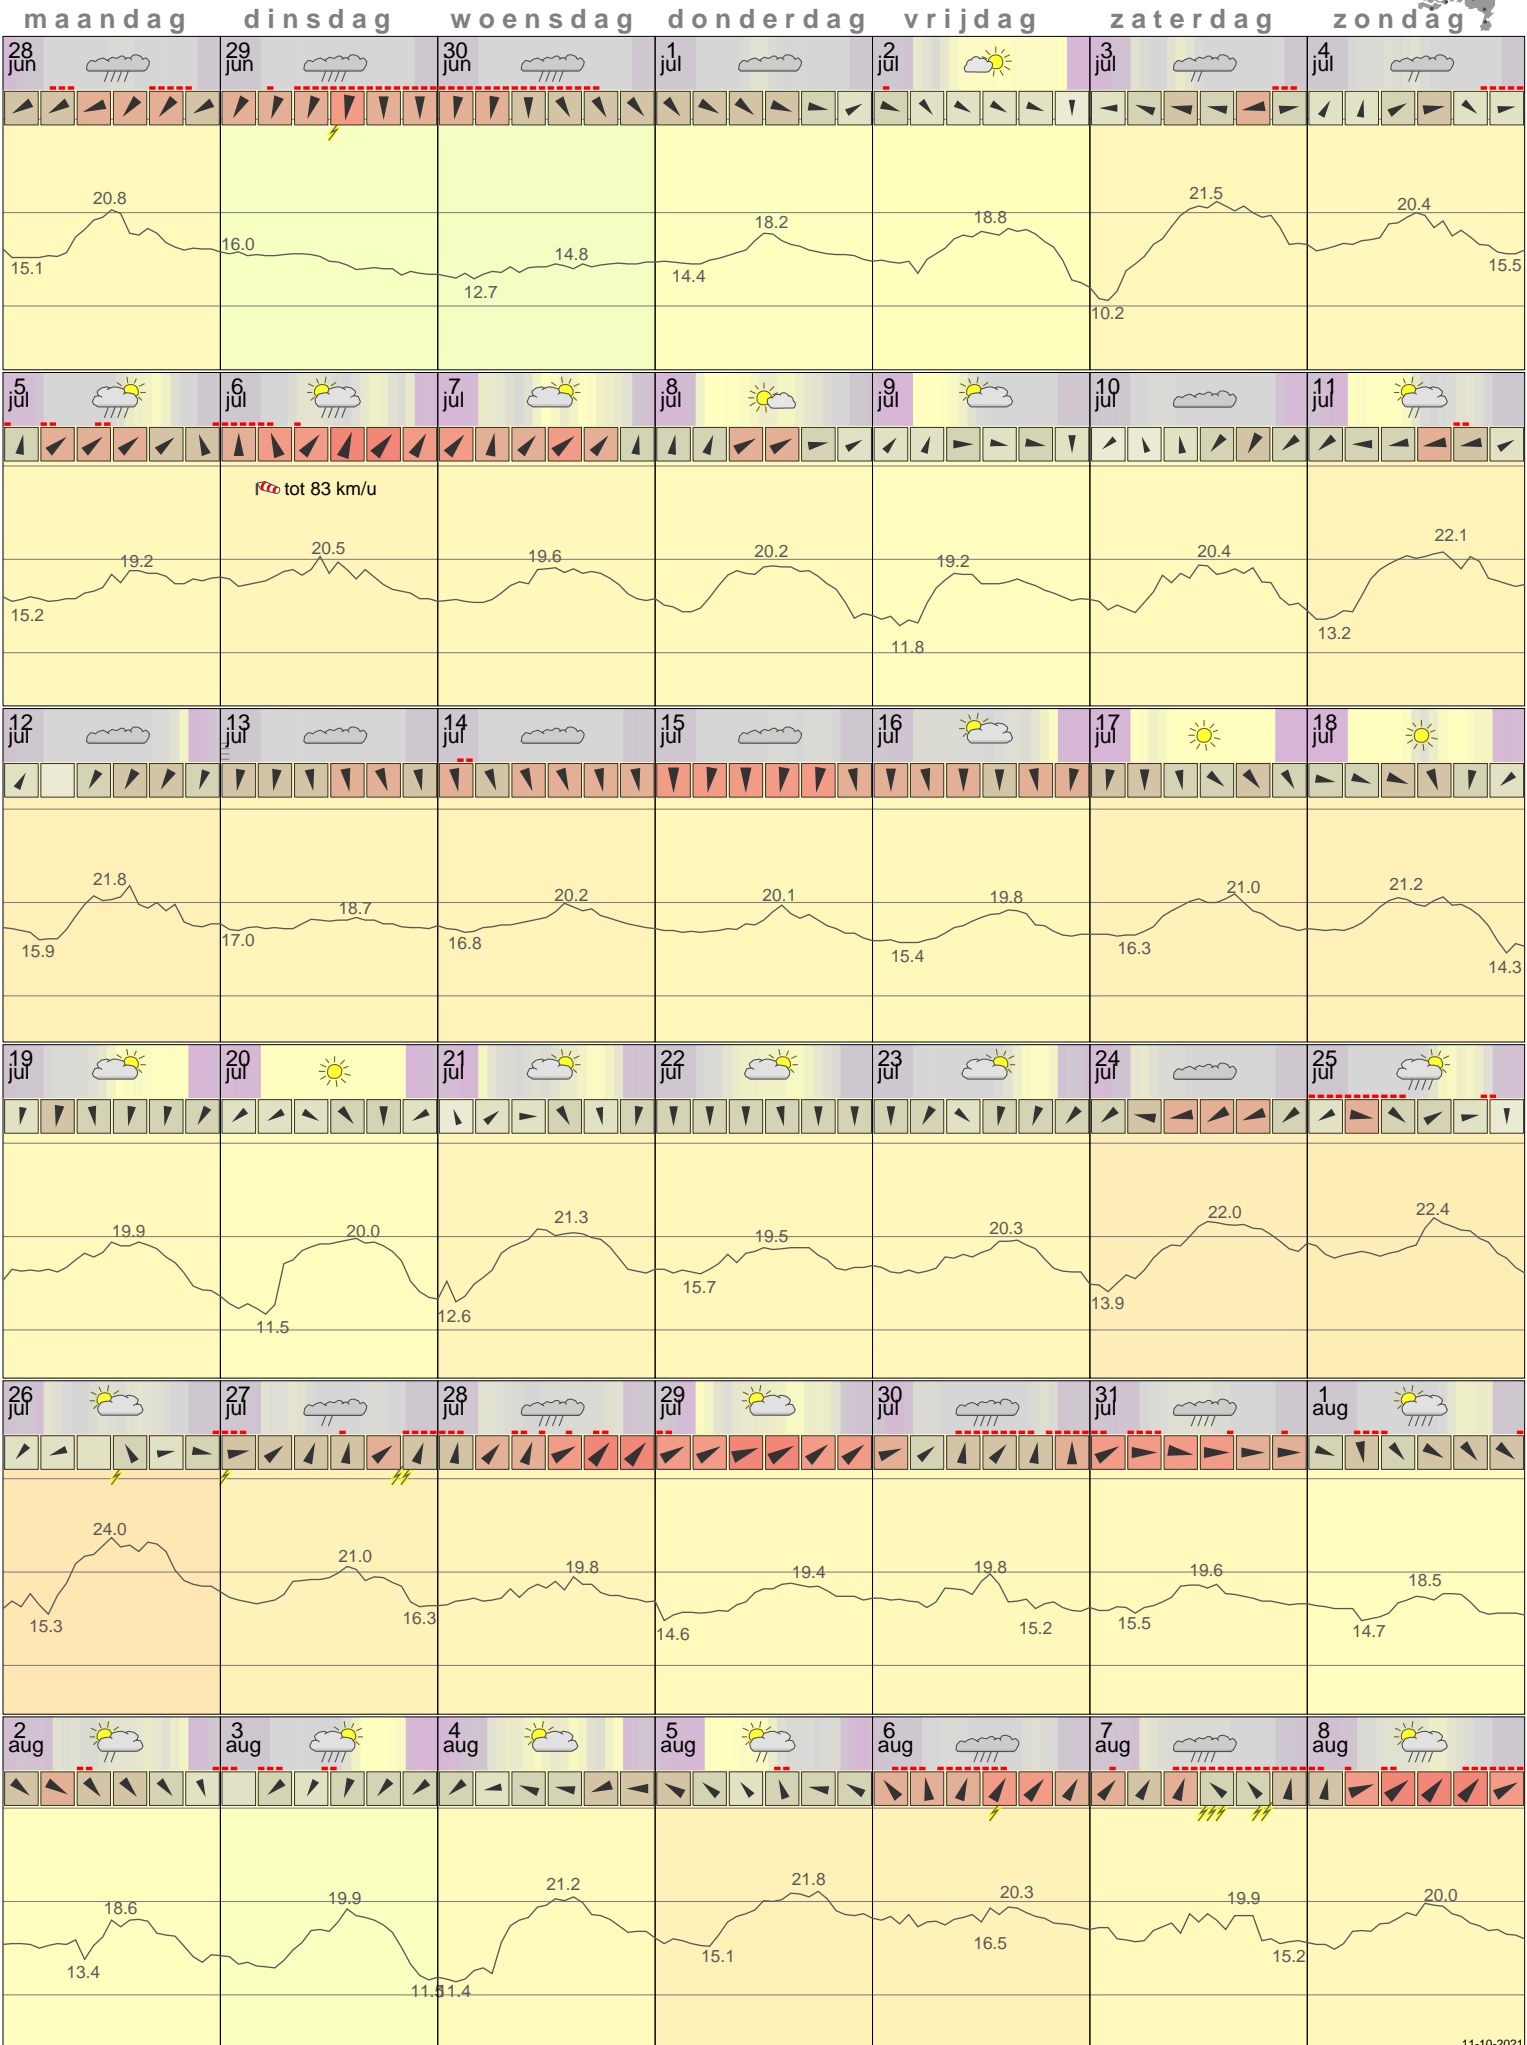 maandag dinsdag woensdag donderdag vrijdag zaterdag zondag
28 29 30 1 2 3 4
jun jun jun jul jul jul jul
20.8 16.0 14.8 18.2 18.8 21.5 20.4
15.1 12.7 14.4 10.2 15.5
5 6 7 8 9 10 11
jul jul jul jul jul jul jul
tot 83 km/u
19.2 20.5 19.6 20.2 19.2 20.4 22.1
15.2 11.8 13.2
12 13 14 15 16 17 18
jul jul jul jul jul jul jul
21.8 18.7 20.2 20.1 19.8 21.0 21.2
15.9 17.0 16.8 15.4 16.3 14.3
19 20 21 22 23 24 25
jul jul jul jul jul jul jul
19.9 20.0 21.3 19.5 20.3 22.0 22.4
11.5 12.6 15.7 13.9
26 27 28 29 30 31 1
jul jul jul jul jul jul aug
24.0 21.0 19.8 19.4 19.8 19.6 18.5
15.3 16.3 14.6 15.2 15.5 14.7
2 3 4 5 6 7 8
aug aug aug aug aug aug aug
18.6 19.9 21.2 21.8 20.3 19.9 20.0
13.4 11.5 11.4 15.1 16.5 15.2
11-10-2021